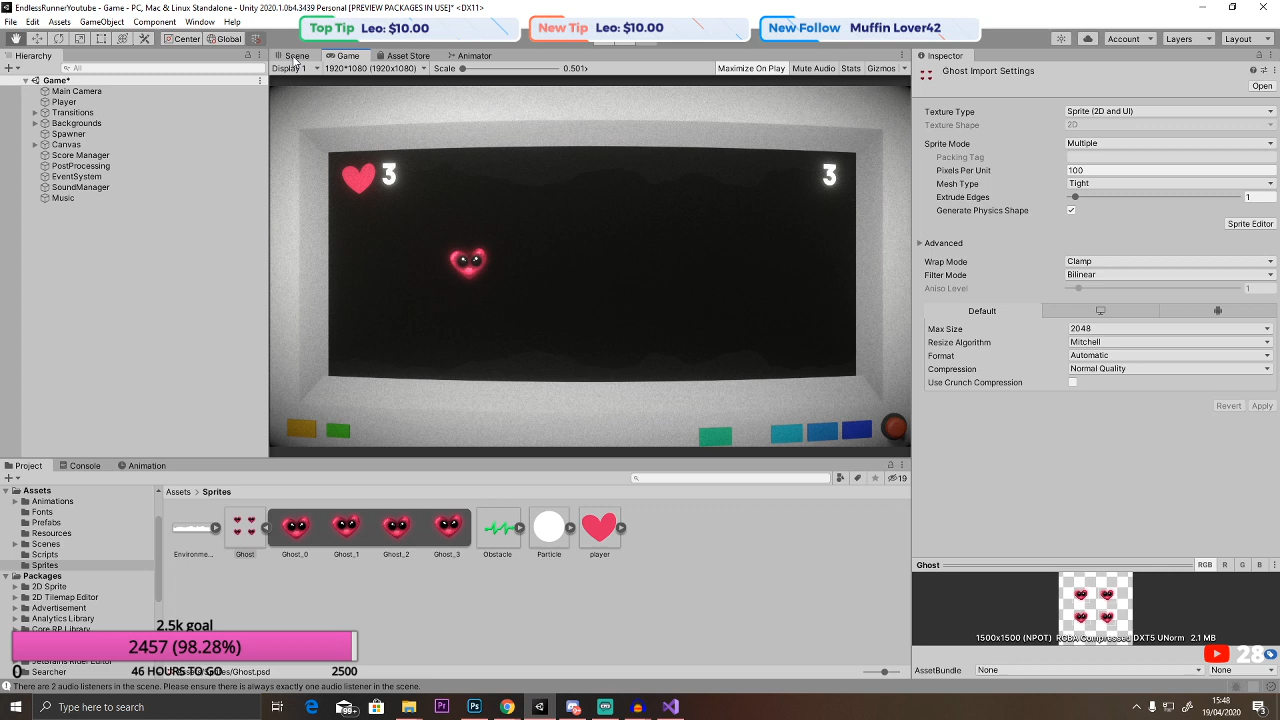 EndlessRunner-Youtube - Game - PC, Mac & Linux Standalone - Unity 2020.1.0b4.3439 Personal [PREVIEW PACKAGES IN USE]* <DX11>
File Edit Assets GameObject Component Window Help
Top Tip Leo: $10.00
New Tip Leo: $10.00
New Follow Muffin Lover42
Center Global
Account Layers Layout
Hierarchy
All
Game*
Main Camera
Player
Transitions
Backgrounds
Spawner
Canvas
Score Manager
PostProcessing
EventSystem
SoundManager
Music
Scene Game Asset Store Animator
Display 1 1920*1080 (1920x1080) Scale 0.501x Maximize On Play Mute Audio Stats Gizmos
3 3
Inspector
Ghost Import Settings
Open
Texture Type Sprite (2D and UI)
Texture Shape 2D
Sprite Mode Multiple
Packing Tag
Pixels Per Unit 100
Mesh Type Tight
Extrude Edges 1
Generate Physics Shape
Sprite Editor
Advanced
Wrap Mode Clamp
Filter Mode Bilinear
Aniso Level 1
Default
Max Size 2048
Resize Algorithm Mitchell
Format Automatic
Compression Normal Quality
Use Crunch Compression
Revert Apply
Project Console Animation
19
Assets
Animations
Fonts
Prefabs
Resources
Scenes
Scripts
Sprites
Packages
2D Sprite
2D Tilemap Editor
Advertisement
Analytics Library
Core RP Library
Searcher
Assets > Sprites
Environme... Ghost Ghost_0 Ghost_1 Ghost_2 Ghost_3 Obstacle Particle player
2.5k goal
2457 (98.28%)
0 46 HOURS TO GO 2500
Ghost RGB R G B
1500x1500 (NPOT) RGBA Compressed DXT5 UNorm 2.1 MB
28
AssetBundle None None
There are 2 audio listeners in the scene. Please ensure there is always exactly one audio listener in the scene.
Type here to search
99+
15:48
19/04/2020